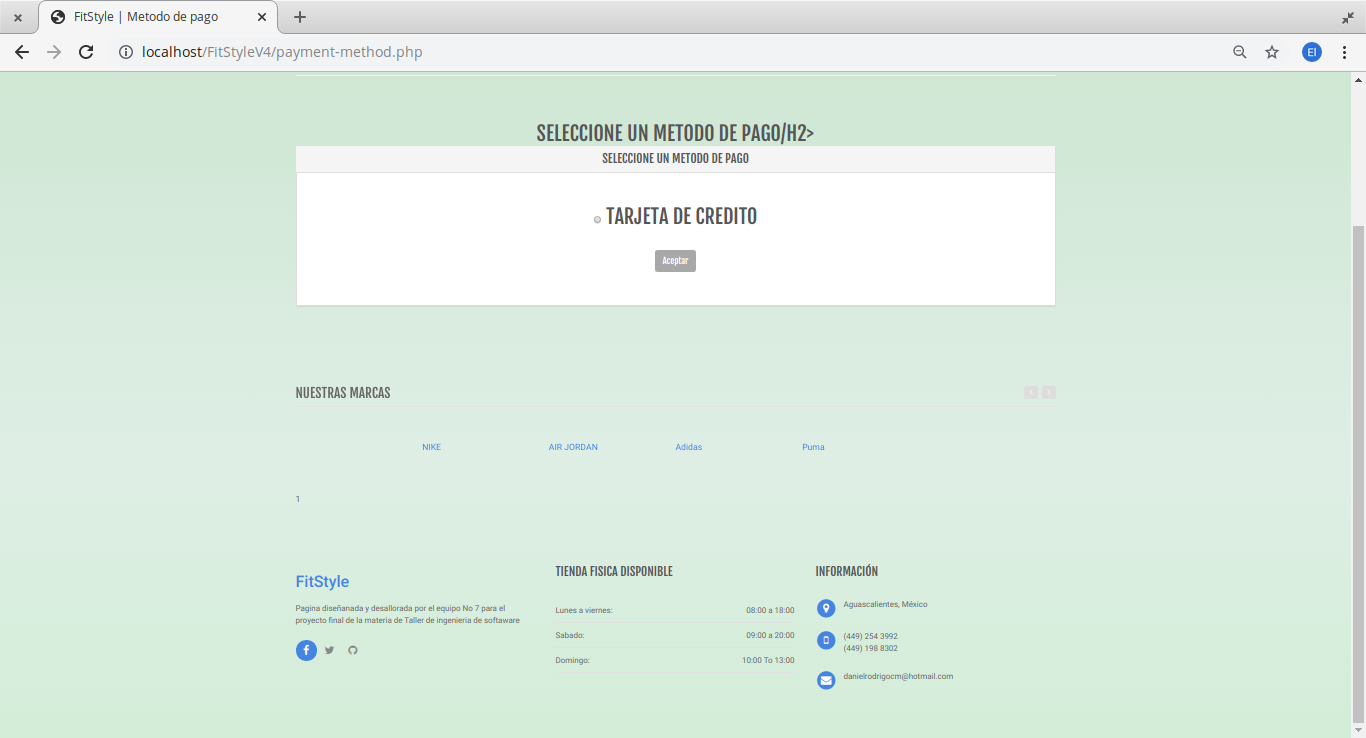 FitStyle | Metodo de pago
localhost/FitStyleV4/payment-method.php
EI
SELECCIONE UN METODO DE PAGO/H2>
SELECCIONE UN METODO DE PAGO
TARJETA DE CREDITO
Aceptar
NUESTRAS MARCAS
NIKE AIR JORDAN Adidas Puma
1
FitStyle
Pagina diseñanada y desallorada por el equipo No 7 para el
proyecto final de la materia de Taller de ingenieria de softaware
TIENDA FISICA DISPONIBLE
Lunes a viernes: 08:00 a 18:00
Sabado: 09:00 a 20:00
Domingo: 10:00 To 13:00
INFORMACIÓN
Aguascalientes, México
(449) 254 3992
(449) 198 8302
danielrodrigocm@hotmail.com